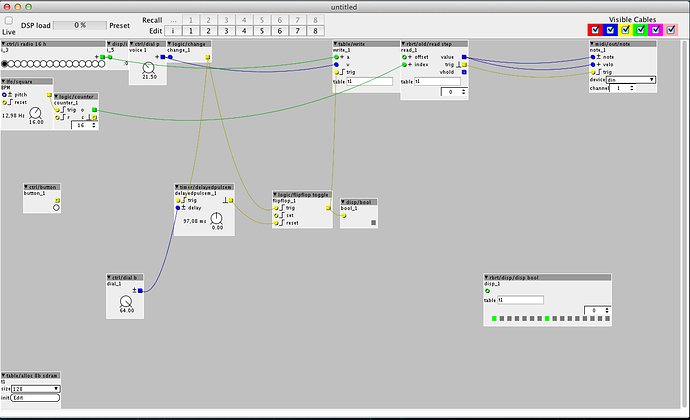 untitled
Live
DSP load
0 %
Preset
Recall
... 1 2 3 4 5 6 7 8
Edit
i 1 2 3 4 5 6 7 8
Visible Cables
ctrl/i radio 16 h
i_3
disp/i
i_5
-9
ctrl/dial p
voice 1
21.50
logic/change
change_1
table/write
write_1
a
v
trig
table t1
rbrt/old/read step
read_1
offset value
index trig
vhold
0
midi/out/note
note_1
note
velo
trig
device din
channel 1
lfo/square
BPM
pitch
reset
12,98 Hz
16.00
logic/counter
counter_1
trig o
r c
16
ctrl/button
button_1
timer/delayedpulsem
delayedpulsem_1
trig
delay
97,08 ms
0.00
logic/flipflop toggle
flipflop_1
trig
set
reset
disp/bool
bool_1
ctrl/dial b
dial_1
64.00
rbrt/disp/disp bool
disp_1
table t1
0
table/alloc 8b sdram
t1
size 128
init Edit